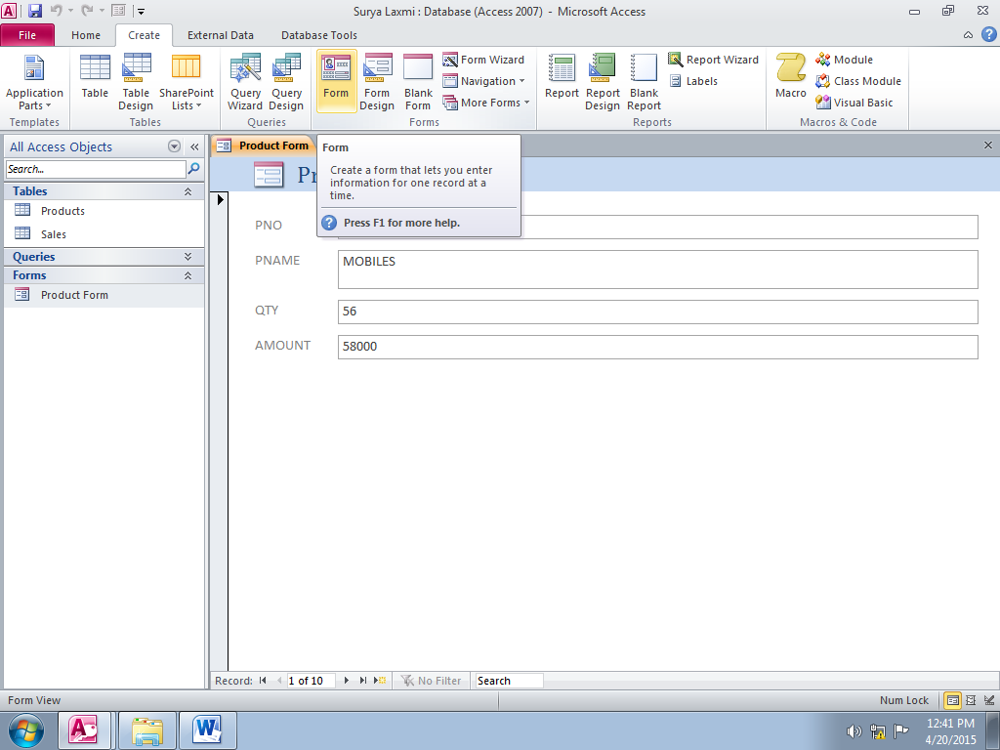 Surya Laxmi : Database (Access 2007) - Microsoft Access
File Home Create External Data Database Tools
Application Parts
Table
Table Design
SharePoint Lists
Query Wizard
Query Design
Form
Form Design
Blank Form
Form Wizard
Navigation
More Forms
Report
Report Design
Blank Report
Report Wizard
Labels
Macro
Module
Class Module
Visual Basic
Templates Tables Queries Forms Reports Macros & Code
All Access Objects
Search...
Tables
Products
Sales
Queries
Forms
Product Form
Product Form
Form
Create a form that lets you enter
information for one record at a
time.
Press F1 for more help.
PNO
PNAME MOBILES
QTY 56
AMOUNT 58000
Record: 1 of 10 No Filter Search
Form View Num Lock
12:41 PM
4/20/2015